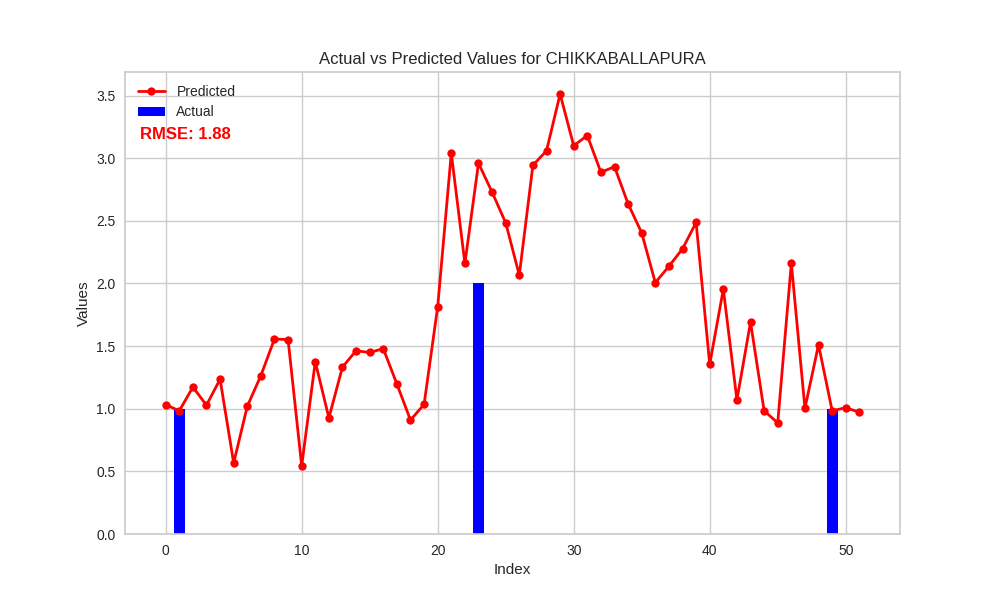 Actual vs Predicted Values for CHIKKABALLAPURA
Predicted
Actual
RMSE: 1.88
Values
3.5
3.0
2.5
2.0
1.5
1.0
0.5
0.0
0 10 20 30 40 50
Index